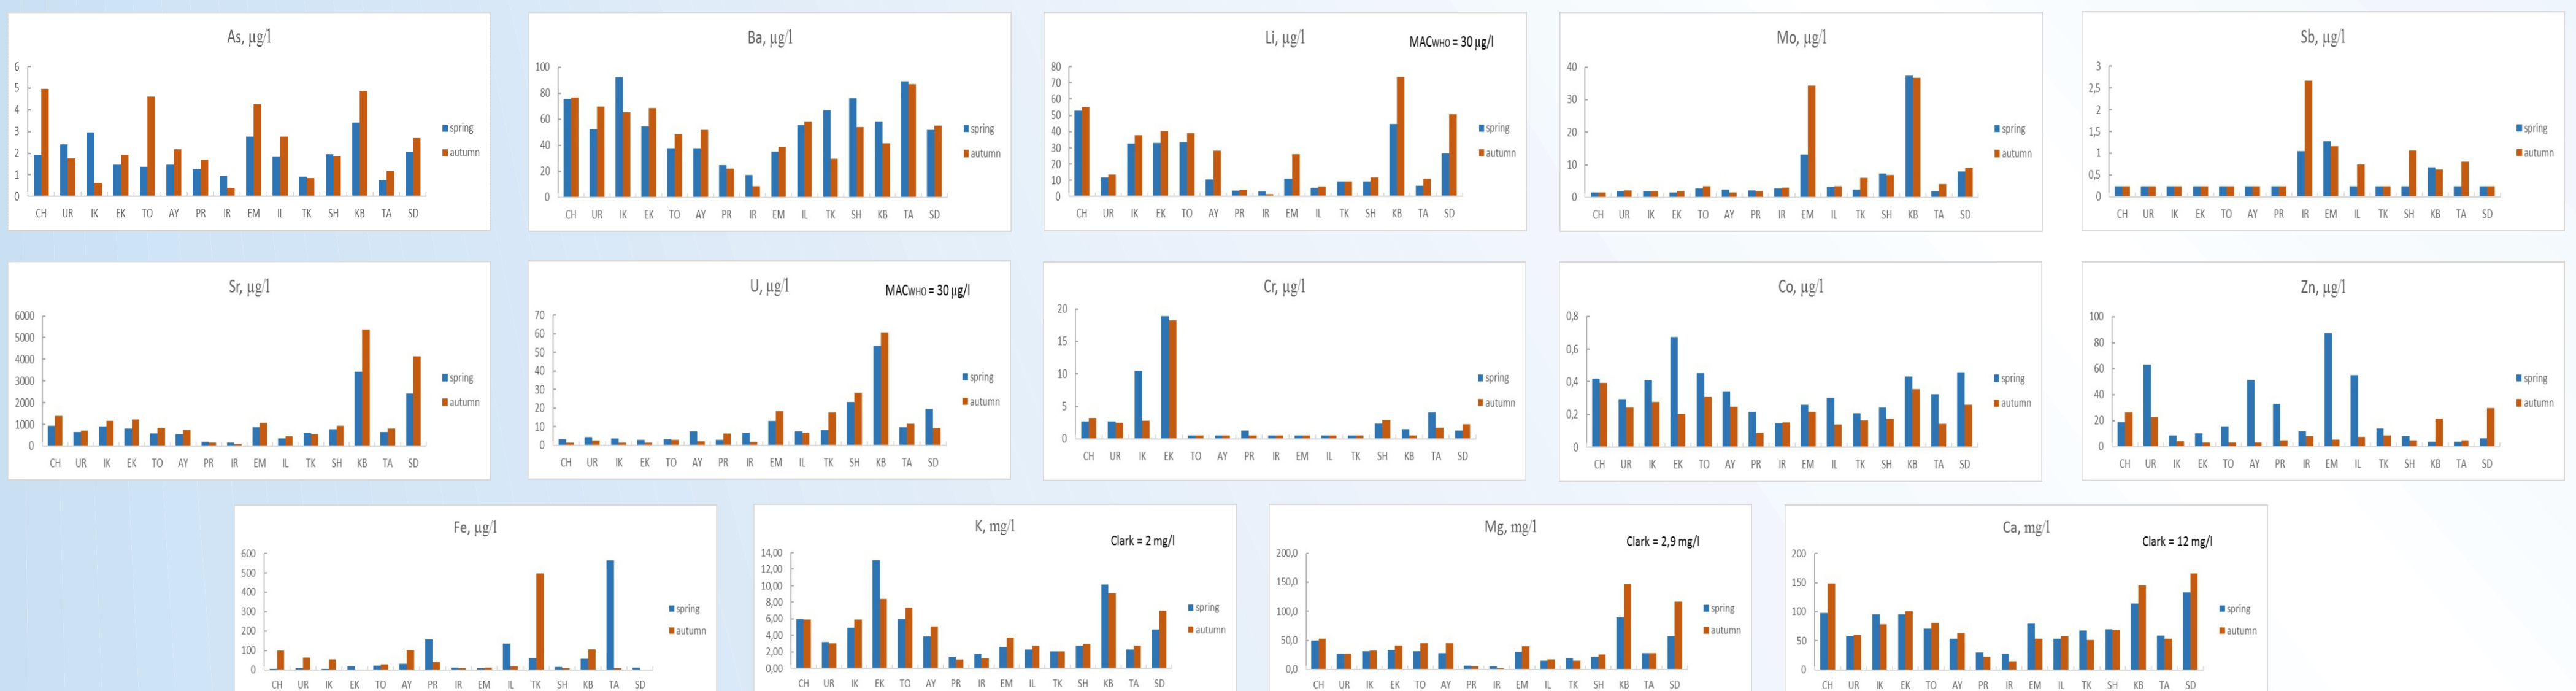 As, µg/l
6
5
4
3
2
1
0
CH UR IK EK TO AY PR IR EM IL TK SH KB TA SD
spring
autumn
Ba, µg/l
100
80
60
40
20
0
CH UR IK EK TO AY PR IR EM IL TK SH KB TA SD
spring
autumn
Li, µg/l
MACWHO = 30 µg/l
80
70
60
50
40
30
20
10
0
CH UR IK EK TO AY PR IR EM IL TK SH KB TA SD
spring
autumn
Mo, µg/l
40
30
20
10
0
CH UR IK EK TO AY PR IR EM IL TK SH KB TA SD
spring
autumn
Sb, µg/l
3
2,5
2
1,5
1
0,5
0
CH UR IK EK TO AY PR IR EM IL TK SH KB TA SD
spring
autumn
Sr, µg/l
6000
5000
4000
3000
2000
1000
0
CH UR IK EK TO AY PR IR EM IL TK SH KB TA SD
spring
autumn
U, µg/l
MACWHO = 30 µg/l
70
60
50
40
30
20
10
0
CH UR IK EK TO AY PR IR EM IL TK SH KB TA SD
spring
autumn
Cr, µg/l
20
15
10
5
0
CH UR IK EK TO AY PR IR EM IL TK SH KB TA SD
spring
autumn
Co, µg/l
0,8
0,6
0,4
0,2
0
CH UR IK EK TO AY PR IR EM IL TK SH KB TA SD
spring
autumn
Zn, µg/l
100
80
60
40
20
0
CH UR IK EK TO AY PR IR EM IL TK SH KB TA SD
spring
autumn
Fe, µg/l
600
500
400
300
200
100
0
CH UR IK EK TO AY PR IR EM IL TK SH KB TA SD
spring
autumn
K, mg/l
Clark = 2 mg/l
14,00
12,00
10,00
8,00
6,00
4,00
2,00
0,00
CH UR IK EK TO AY PR IR EM IL TK SH KB TA SD
spring
autumn
Mg, mg/l
Clark = 2,9 mg/l
200,0
150,0
100,0
50,0
0,0
CH UR IK EK TO AY PR IR EM IL TK SH KB TA SD
spring
autumn
Ca, mg/l
Clark = 12 mg/l
200
150
100
50
0
CH UR IK EK TO AY PR IR EM IL TK SH KB TA SD
spring
autumn